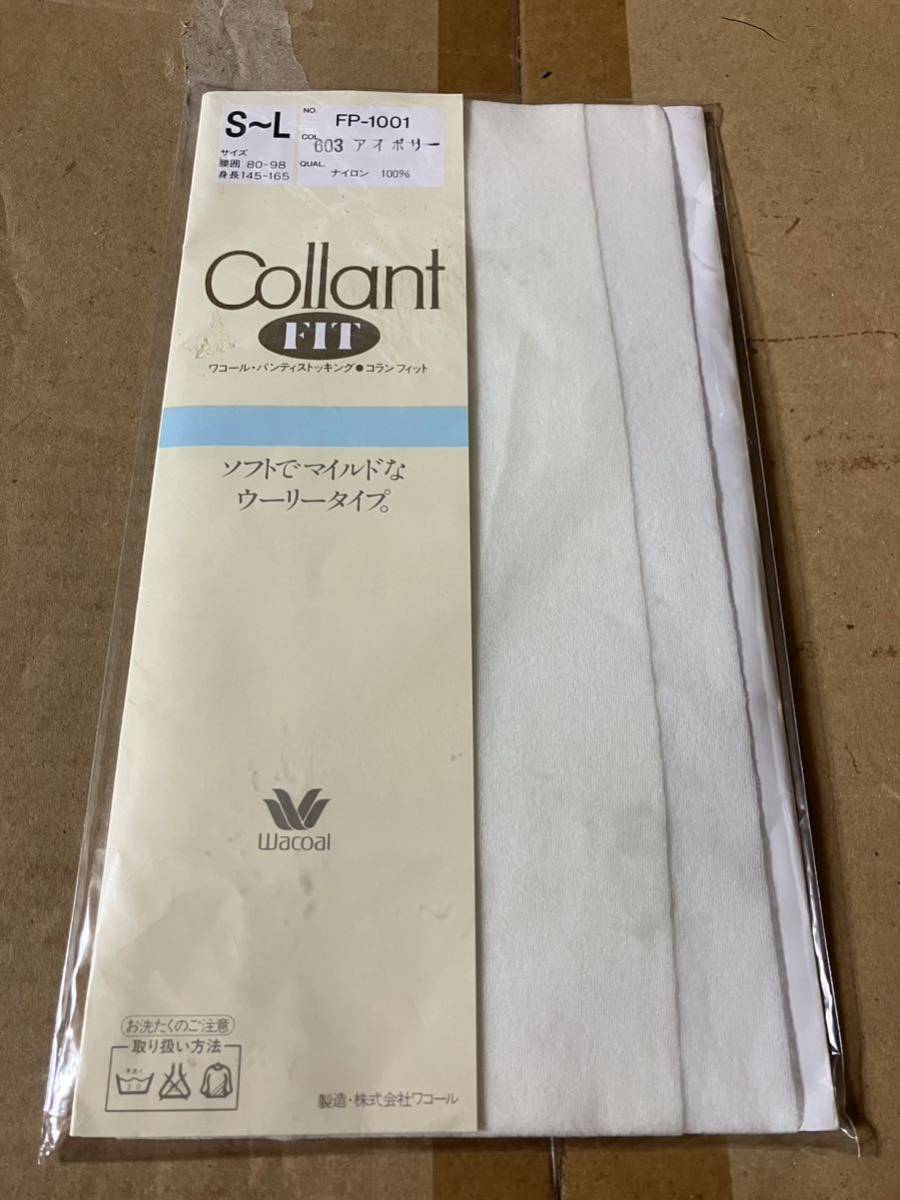 S~L
サイズ
腰囲 80-98
身長145-165
NO. FP-1001
COL. 603 アイボリー
QUAL. ナイロン 100%
Collant
FIT
ワコール・パンティストッキング●コランフィット
ソフトでマイルドな
ウーリータイプ。
Wacoal
お洗たくのご注意
取り扱い方法
手洗イ
30
製造・株式会社ワコール